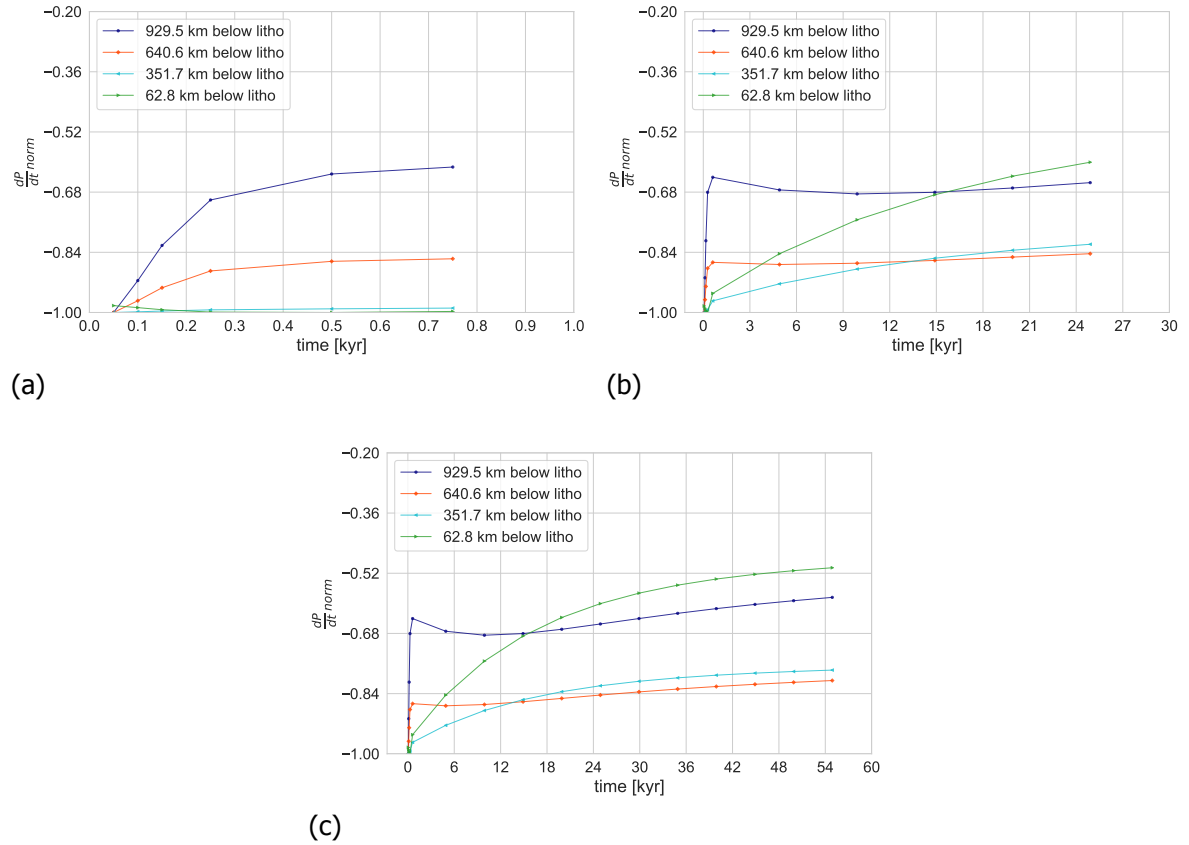 −0.20
−0.36
−0.52
−0.68
−0.84
−1.00
dP/dt norm
929.5 km below litho
640.6 km below litho
351.7 km below litho
62.8 km below litho
0.0 0.1 0.2 0.3 0.4 0.5 0.6 0.7 0.8 0.9 1.0
time [kyr]
(a)
−0.20
−0.36
−0.52
−0.68
−0.84
−1.00
dP/dt norm
929.5 km below litho
640.6 km below litho
351.7 km below litho
62.8 km below litho
0 3 6 9 12 15 18 21 24 27 30
time [kyr]
(b)
−0.20
−0.36
−0.52
−0.68
−0.84
−1.00
dP/dt norm
929.5 km below litho
640.6 km below litho
351.7 km below litho
62.8 km below litho
0 6 12 18 24 30 36 42 48 54 60
time [kyr]
(c)